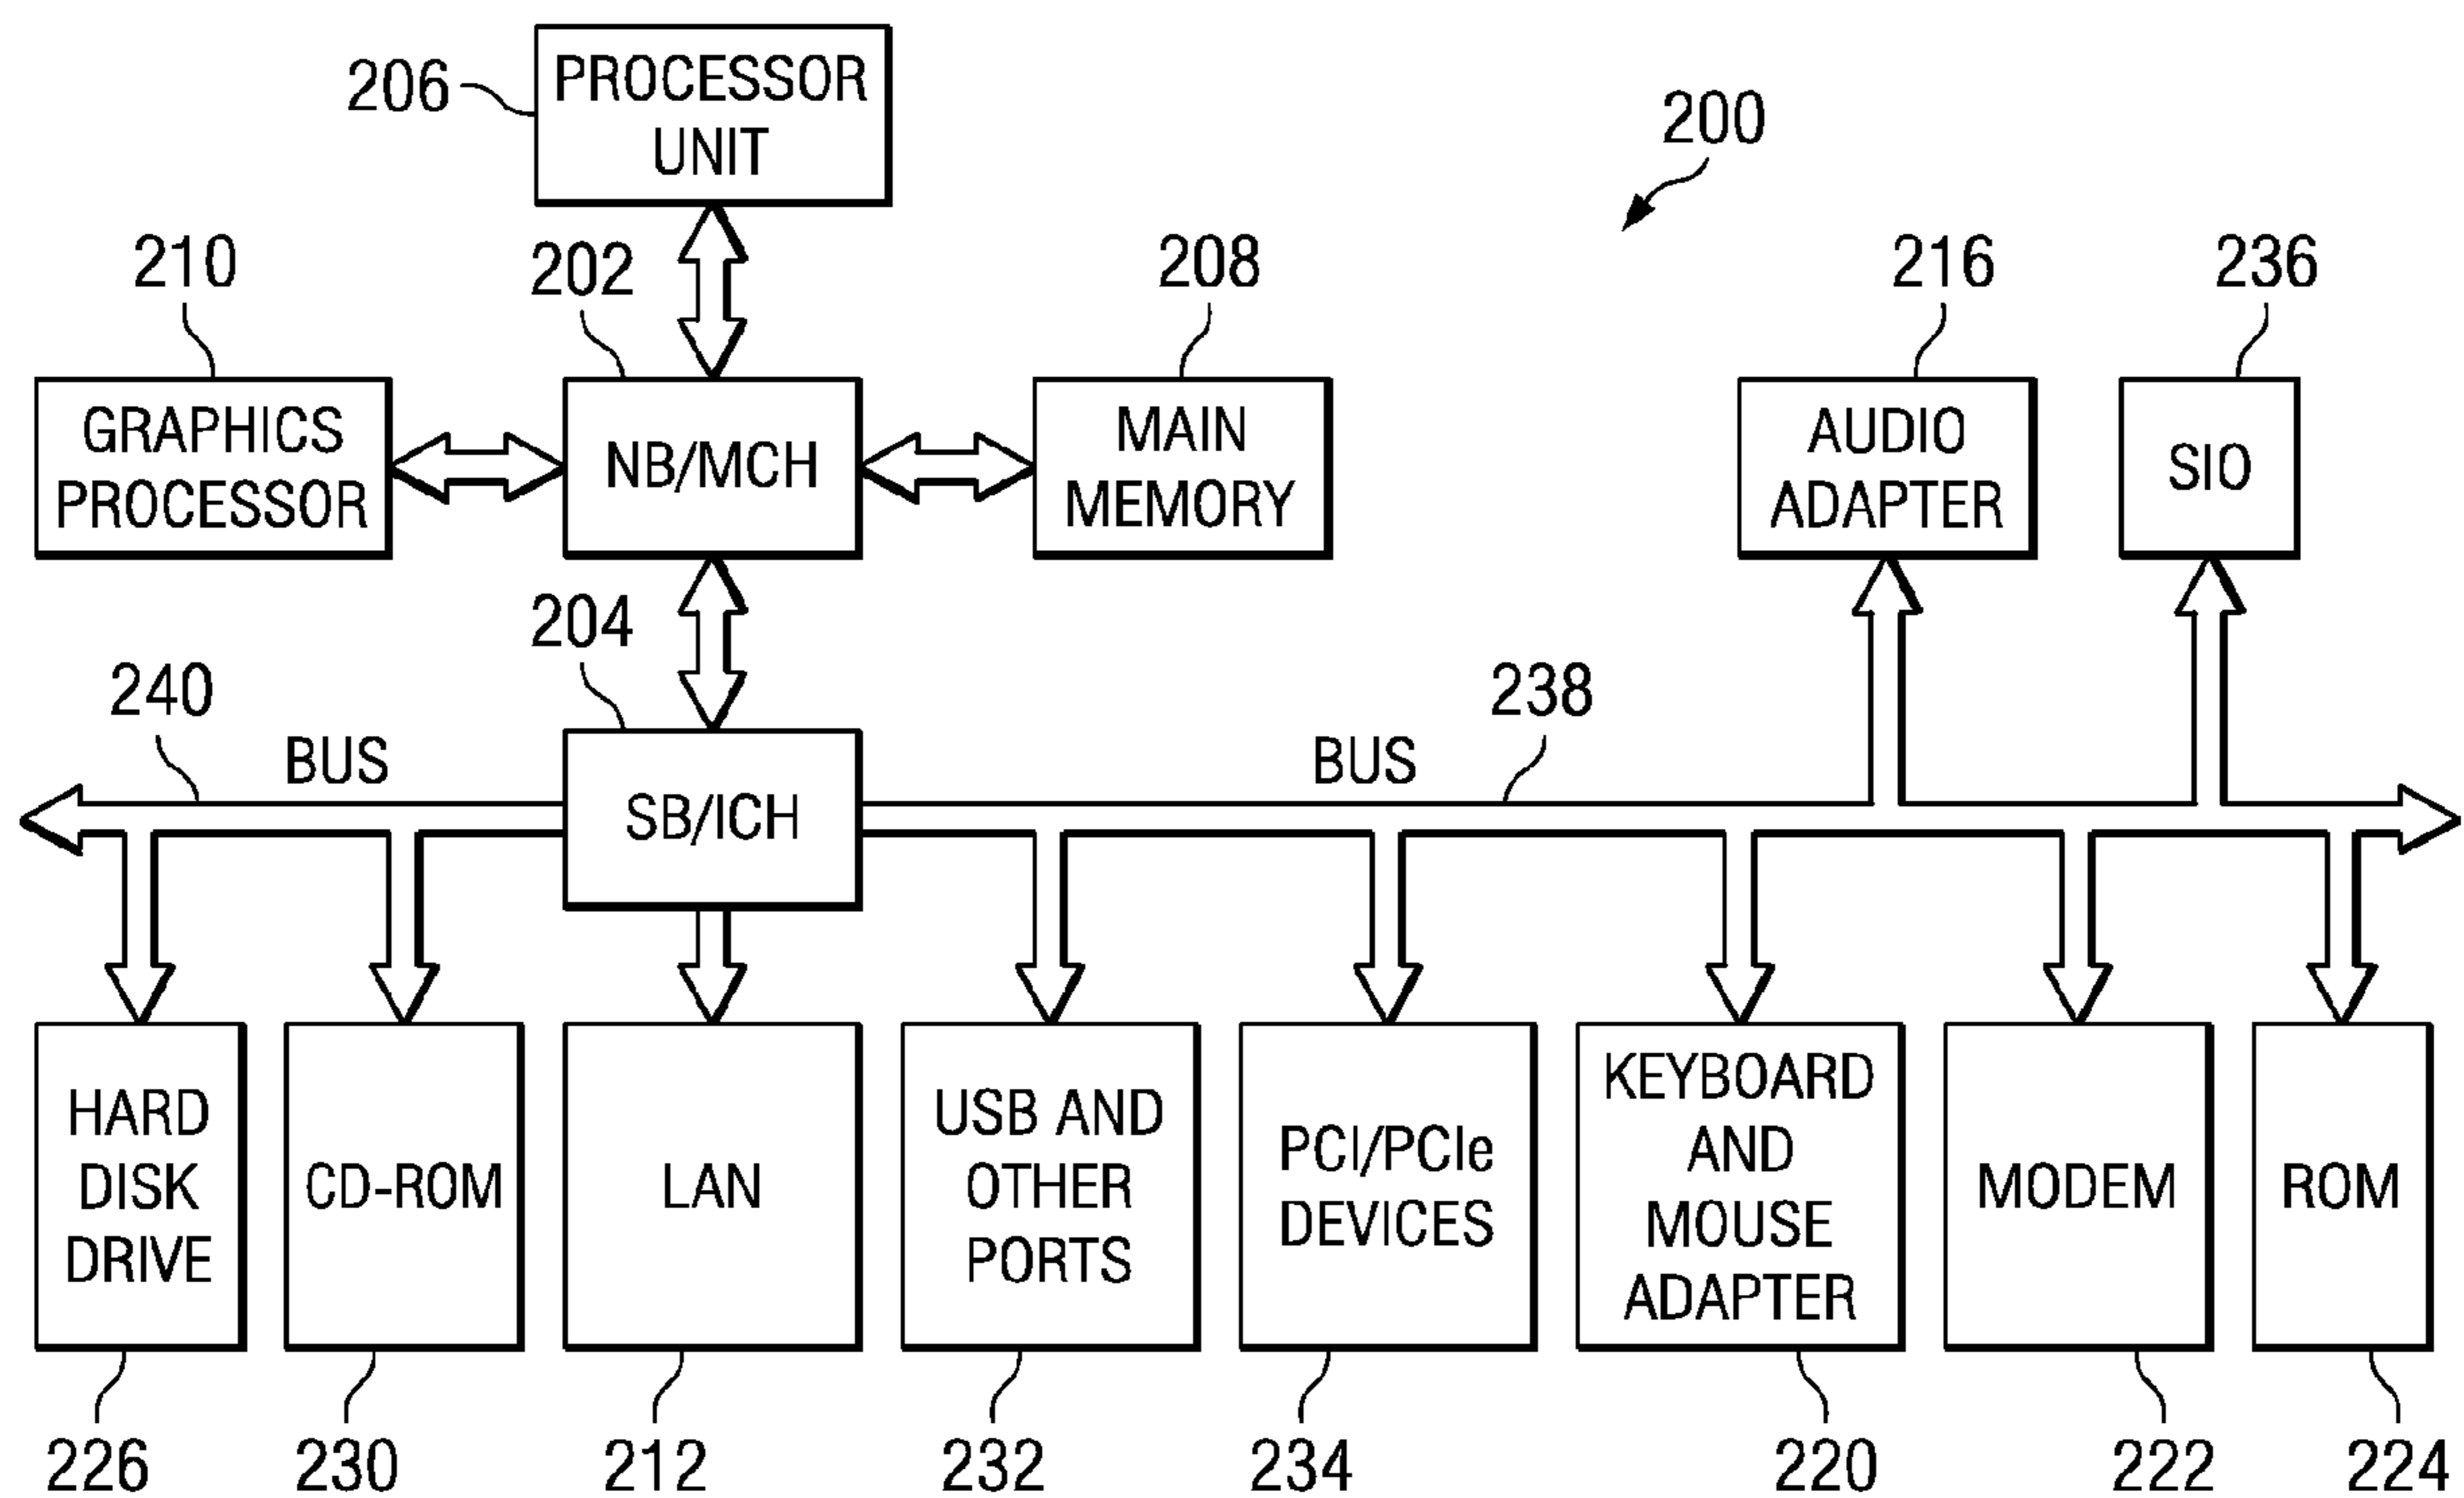 206
PROCESSOR
UNIT
200
210
202
208
216
236
GRAPHICS
PROCESSOR
NB/MCH
MAIN
MEMORY
AUDIO
ADAPTER
SIO
204
240
BUS
238
BUS
SB/ICH
HARD
DISK
DRIVE
CD-ROM
LAN
USB AND
OTHER
PORTS
PCI/PCIe
DEVICES
KEYBOARD
AND
MOUSE
ADAPTER
MODEM
ROM
226
230
212
232
234
220
222
224